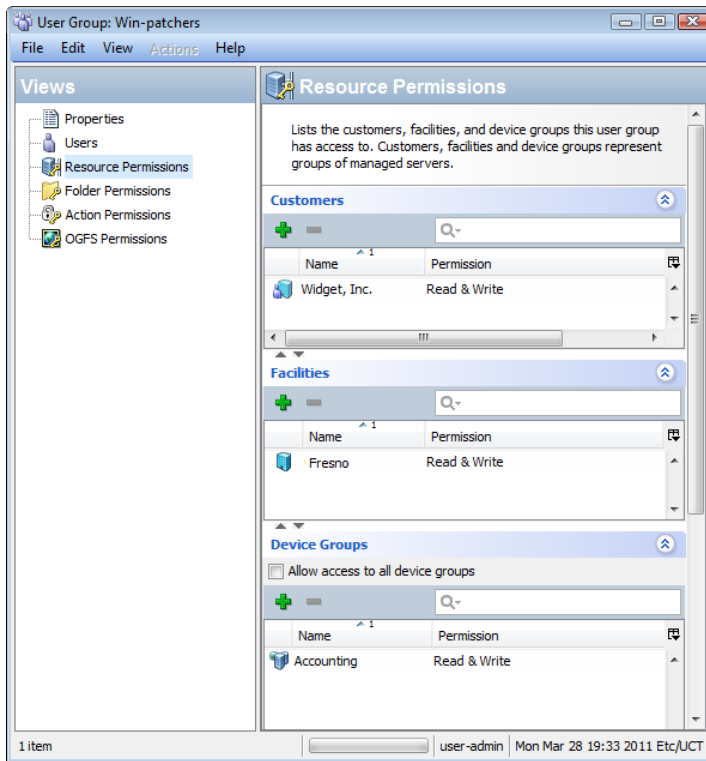 User Group: Win-patchers
File Edit View Actions Help
Views
Properties
Users
Resource Permissions
Folder Permissions
Action Permissions
OGFS Permissions
Resource Permissions
Lists the customers, facilities, and device groups this user group
has access to. Customers, facilities and device groups represent
groups of managed servers.
Customers
Name 1 Permission
Widget, Inc. Read & Write
Facilities
Name 1 Permission
Fresno Read & Write
Device Groups
Allow access to all device groups
Name 1 Permission
Accounting Read & Write
1 item user-admin Mon Mar 28 19:33 2011 Etc/UCT